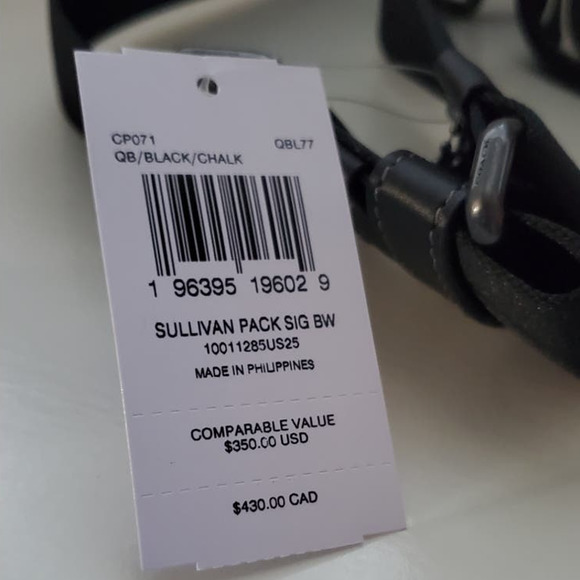 CP071 QBL77
QB/BLACK/CHALK
1 96395 19602 9
SULLIVAN PACK SIG BW
10011285US25
MADE IN PHILIPPINES
COMPARABLE VALUE
$350.00 USD
$430.00 CAD